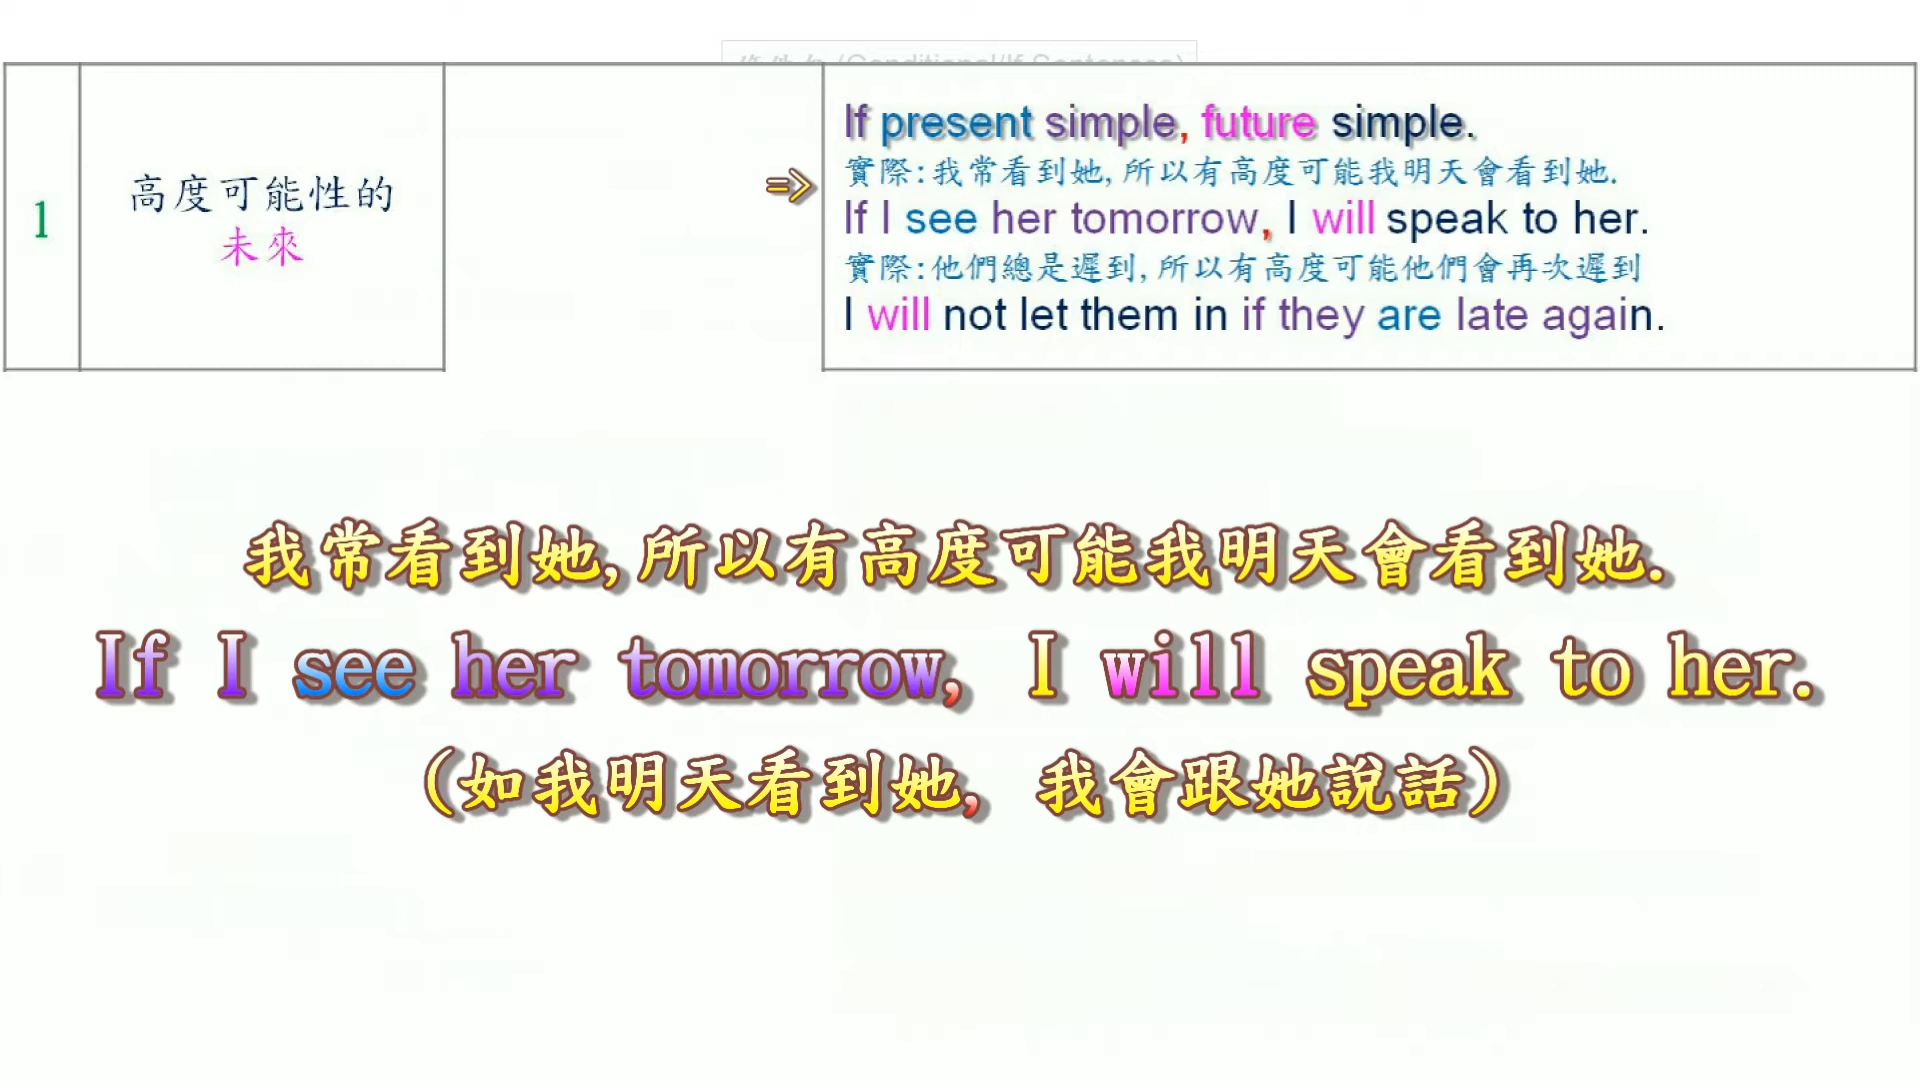 條件句 (Conditional/If Sentences)
1
高度可能性的
未來
⇒
If present simple, future simple.
實際:我常看到她,所以有高度可能我明天會看到她.
If I see her tomorrow, I will speak to her.
實際:他們總是遲到,所以有高度可能他們會再次遲到
I will not let them in if they are late again.
我常看到她,所以有高度可能我明天會看到她.
If I see her tomorrow, I will speak to her.
(如我明天看到她, 我會跟她說話)